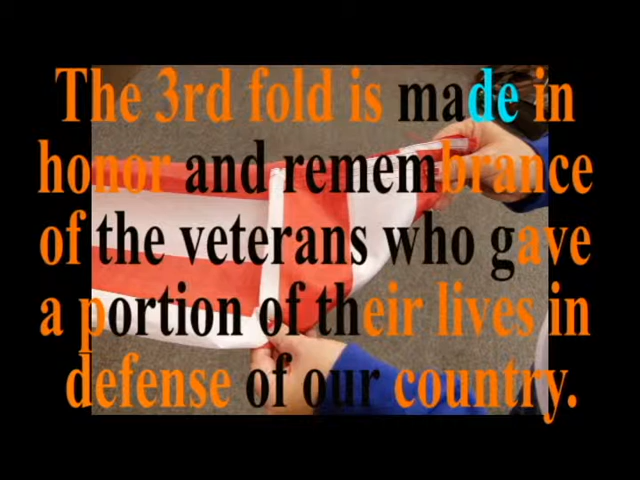 The 3rd fold is made in
honor and remembrance
of the veterans who gave
a portion of their lives in
defense of our country.